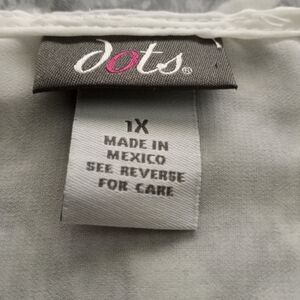 dots®
1X
MADE IN
MEXICO
SEE REVERSE
FOR CARE